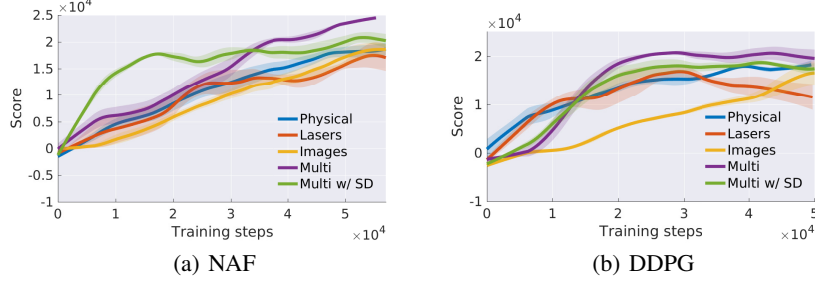 2.5 ×10⁴
2
1.5
1
0.5
0
-0.5
-1
Score
0 1 2 3 4 5
Training steps
×10⁴
Physical
Lasers
Images
Multi
Multi w/ SD
(a) NAF
×10⁴
2
1
0
-1
Score
0 1 2 3 4 5
Training steps
×10⁴
Physical
Lasers
Images
Multi
Multi w/ SD
(b) DDPG